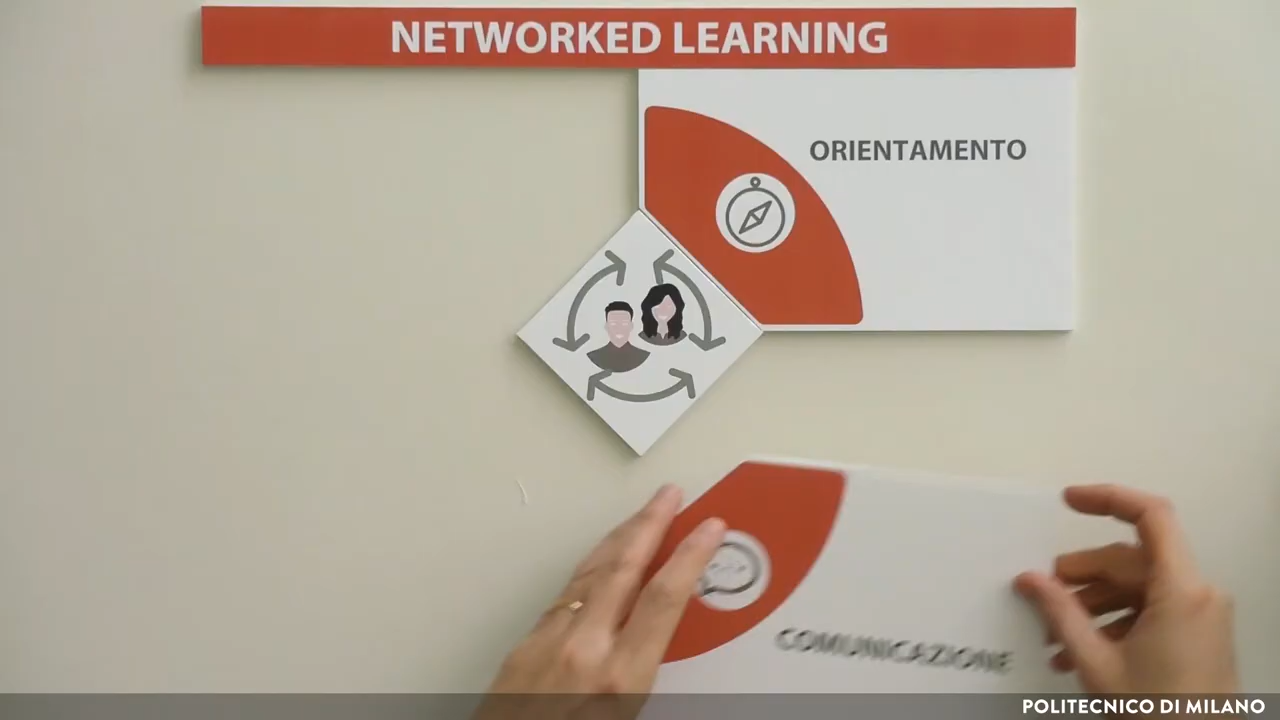 NETWORKED LEARNING
ORIENTAMENTO
COMUNICAZIONE
POLITECNICO DI MILANO